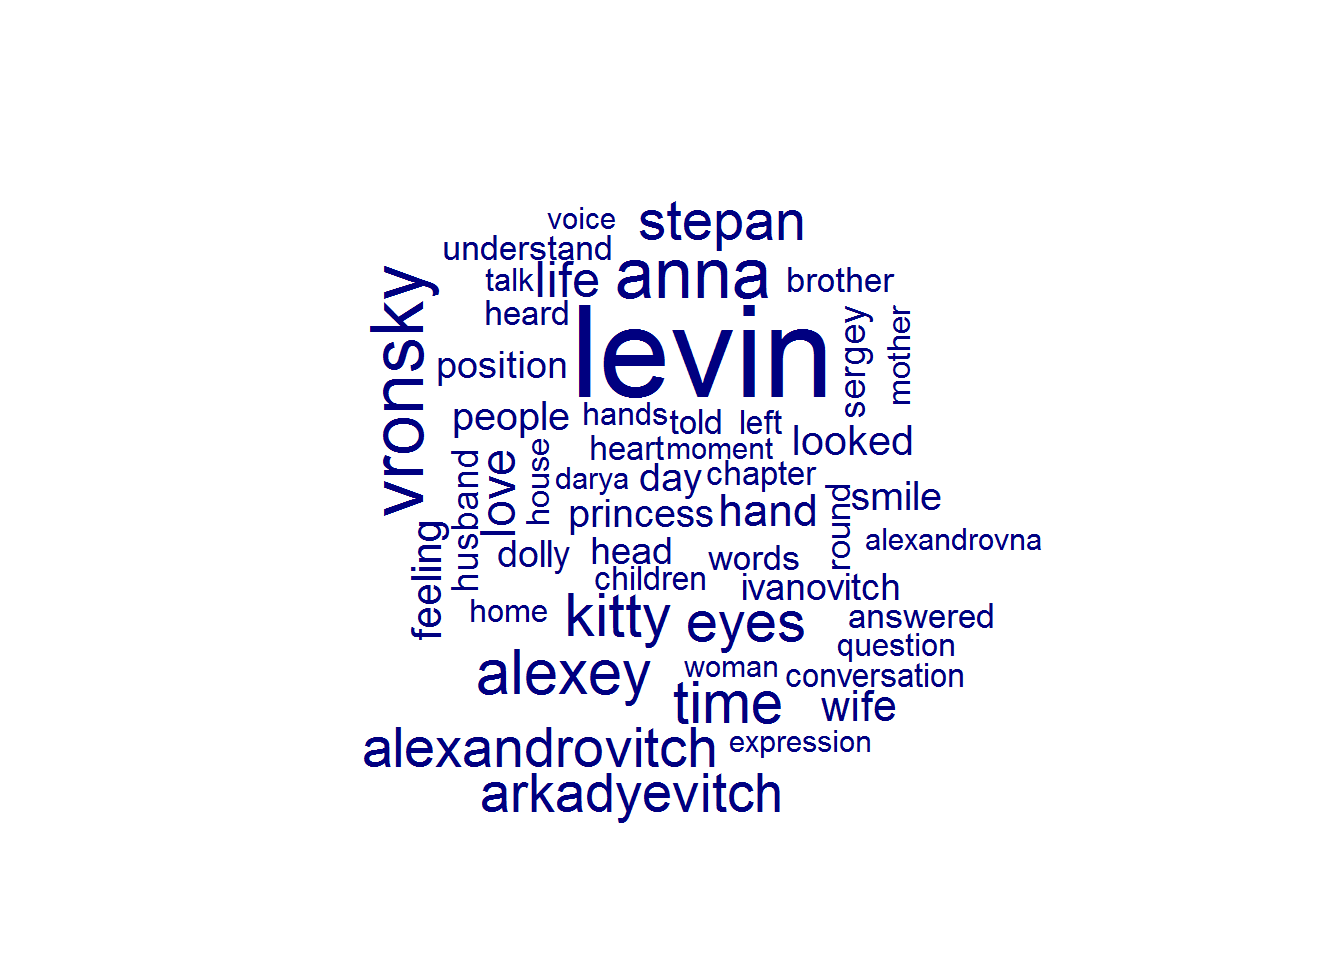 voice
stepan
understand
talk
life
anna
brother
heard
levin
vronsky
sergey
mother
position
people
hands
told
left
looked
heart
moment
husband
love
house
darya
day
chapter
princess
hand
round
smile
feeling
dolly
head
words
alexandrovna
children
ivanovitch
home
kitty
eyes
answered
question
alexey
woman
conversation
time
wife
alexandrovitch
expression
arkadyevitch